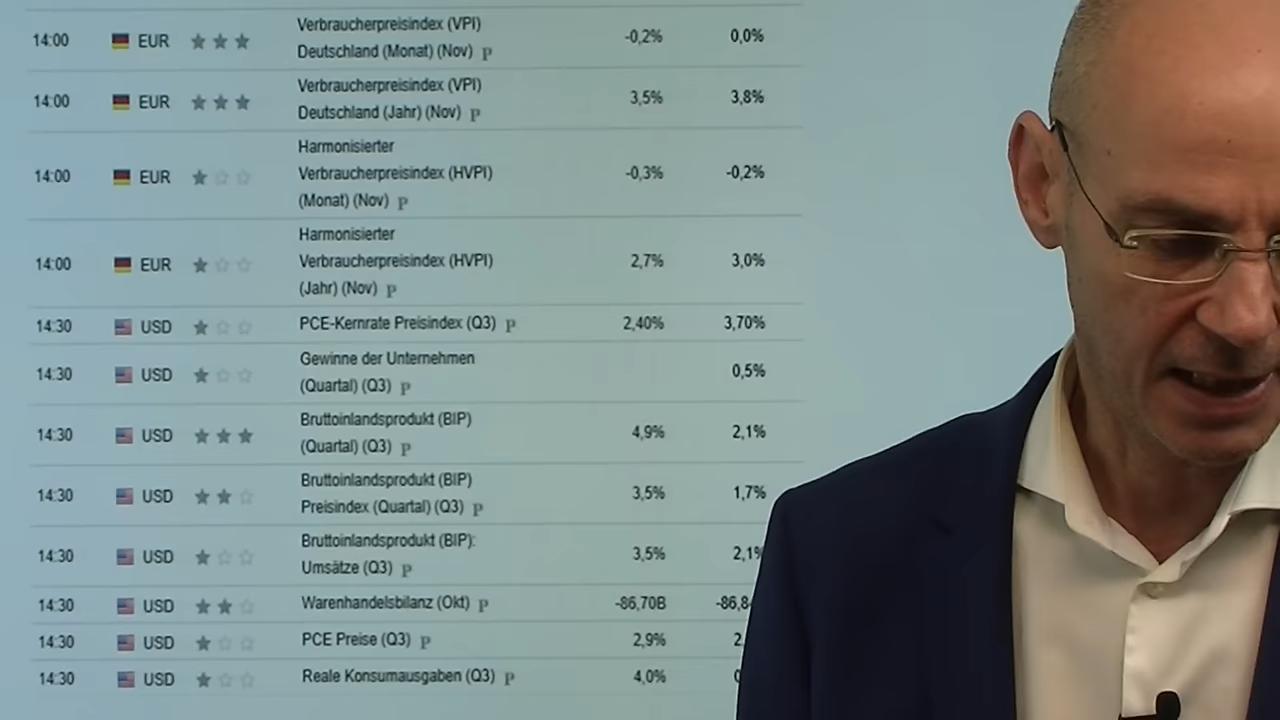 14:00 EUR Verbraucherpreisindex (VPI) -0,2% 0,0%
Deutschland (Monat) (Nov) P
14:00 EUR Verbraucherpreisindex (VPI) 3,5% 3,8%
Deutschland (Jahr) (Nov) P
Harmonisierter
14:00 EUR Verbraucherpreisindex (HVPI) -0,3% -0,2%
(Monat) (Nov) P
Harmonisierter
14:00 EUR Verbraucherpreisindex (HVPI) 2,7% 3,0%
(Jahr) (Nov) P
14:30 USD PCE-Kernrate Preisindex (Q3) P 2,40% 3,70%
14:30 USD Gewinne der Unternehmen 0,5%
(Quartal) (Q3) P
14:30 USD Bruttoinlandsprodukt (BIP) 4,9% 2,1%
(Quartal) (Q3) P
14:30 USD Bruttoinlandsprodukt (BIP) 3,5% 1,7%
Preisindex (Quartal) (Q3) P
14:30 USD Bruttoinlandsprodukt (BIP): 3,5% 2,1%
Umsätze (Q3) P
14:30 USD Warenhandelsbilanz (Okt) P -86,70B
14:30 USD PCE Preise (Q3) P 2,9%
14:30 USD Reale Konsumausgaben (Q3) P 4,0%